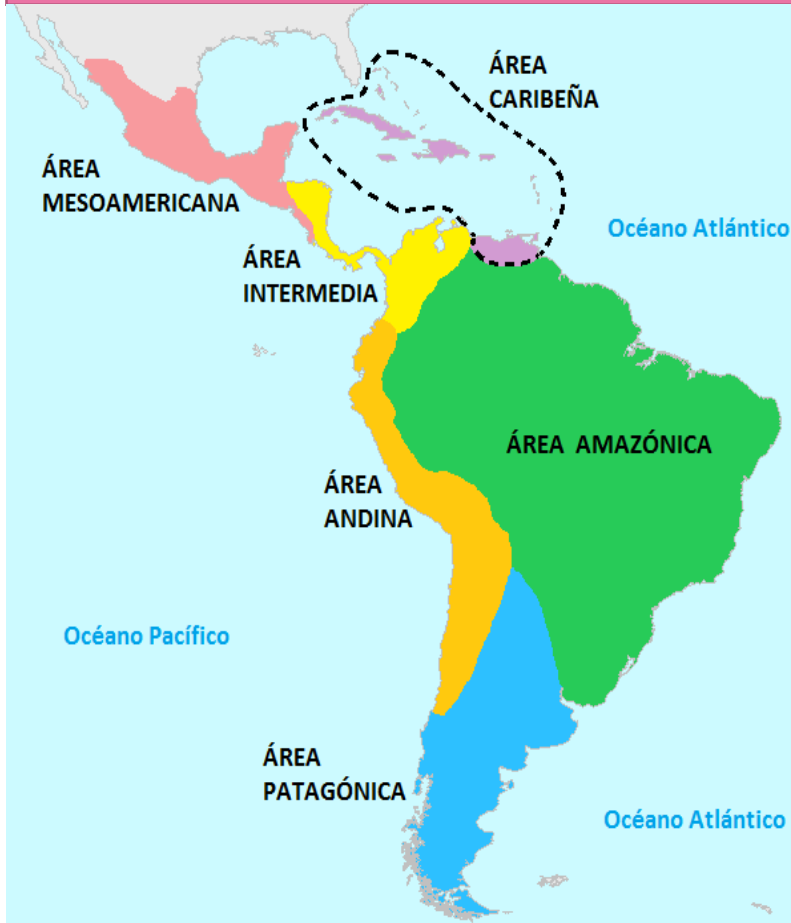 ÁREA
CARIBEÑA
ÁREA
MESOAMERICANA
Océano Atlántico
ÁREA
INTERMEDIA
ÁREA AMAZÓNICA
ÁREA
ANDINA
Océano Pacífico
ÁREA
PATAGÓNICA
Océano Atlántico